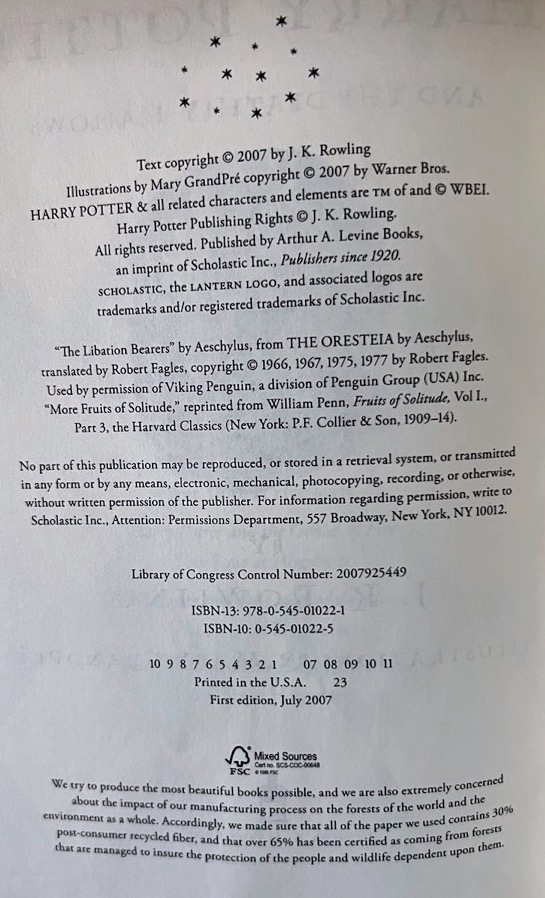 Text copyright © 2007 by J. K. Rowling
Illustrations by Mary GrandPré copyright © 2007 by Warner Bros.
HARRY POTTER & all related characters and elements are TM of and © WBEI.
Harry Potter Publishing Rights © J. K. Rowling.
All rights reserved. Published by Arthur A. Levine Books,
an imprint of Scholastic Inc., Publishers since 1920.
SCHOLASTIC, the LANTERN LOGO, and associated logos are
trademarks and/or registered trademarks of Scholastic Inc.
“The Libation Bearers” by Aeschylus, from THE ORESTEIA by Aeschylus,
translated by Robert Fagles, copyright © 1966, 1967, 1975, 1977 by Robert Fagles.
Used by permission of Viking Penguin, a division of Penguin Group (USA) Inc.
“More Fruits of Solitude,” reprinted from William Penn, Fruits of Solitude, Vol I.,
Part 3, the Harvard Classics (New York: P.F. Collier & Son, 1909–14).
No part of this publication may be reproduced, or stored in a retrieval system, or transmitted
in any form or by any means, electronic, mechanical, photocopying, recording, or otherwise,
without written permission of the publisher. For information regarding permission, write to
Scholastic Inc., Attention: Permissions Department, 557 Broadway, New York, NY 10012.
Library of Congress Control Number: 2007925449
ISBN-13: 978-0-545-01022-1
ISBN-10: 0-545-01022-5
10 9 8 7 6 5 4 3 2 1 07 08 09 10 11
Printed in the U.S.A. 23
First edition, July 2007
FSC
Mixed Sources
Cert no. SCS-COC-00648
© 1996 FSC
We try to produce the most beautiful books possible, and we are also extremely concerned
about the impact of our manufacturing process on the forests of the world and the
environment as a whole. Accordingly, we made sure that all of the paper we used contains 30%
post-consumer recycled fiber, and that over 65% has been certified as coming from forests
that are managed to insure the protection of the people and wildlife dependent upon them.